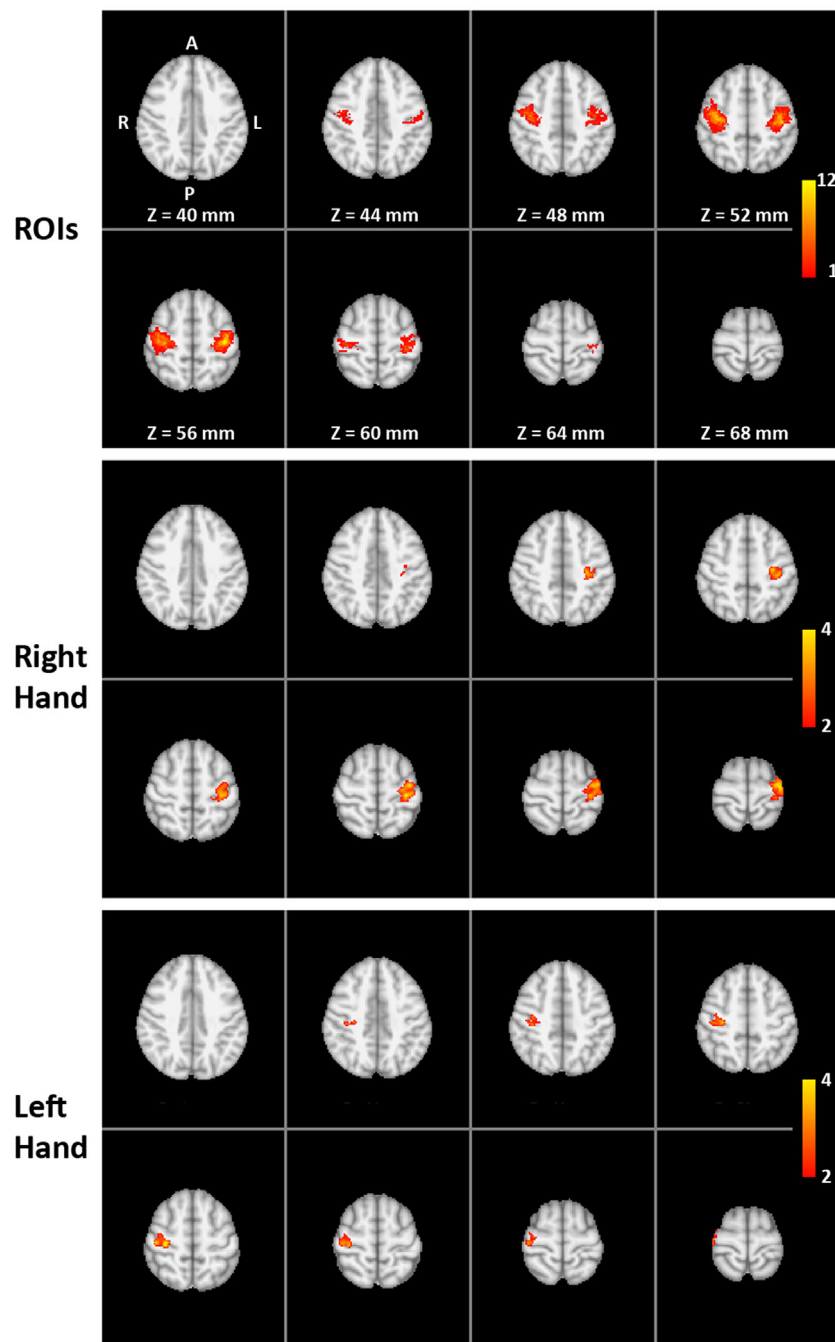 A
R
L
P
Z = 40 mm
Z = 44 mm
Z = 48 mm
Z = 52 mm
12
1
ROIs
Z = 56 mm
Z = 60 mm
Z = 64 mm
Z = 68 mm
Right
Hand
4
2
Left
Hand
4
2